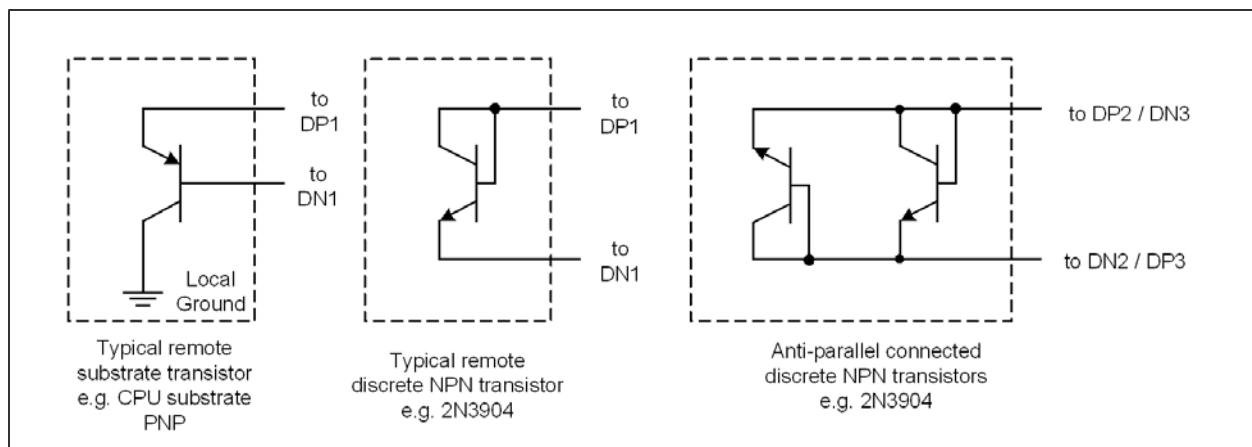 to
DP1
to
DN1
Local
Ground
Typical remote
substrate transistor
e.g. CPU substrate
PNP
to
DP1
to
DN1
Typical remote
discrete NPN transistor
e.g. 2N3904
to DP2 / DN3
to DN2 / DP3
Anti-parallel connected
discrete NPN transistors
e.g. 2N3904